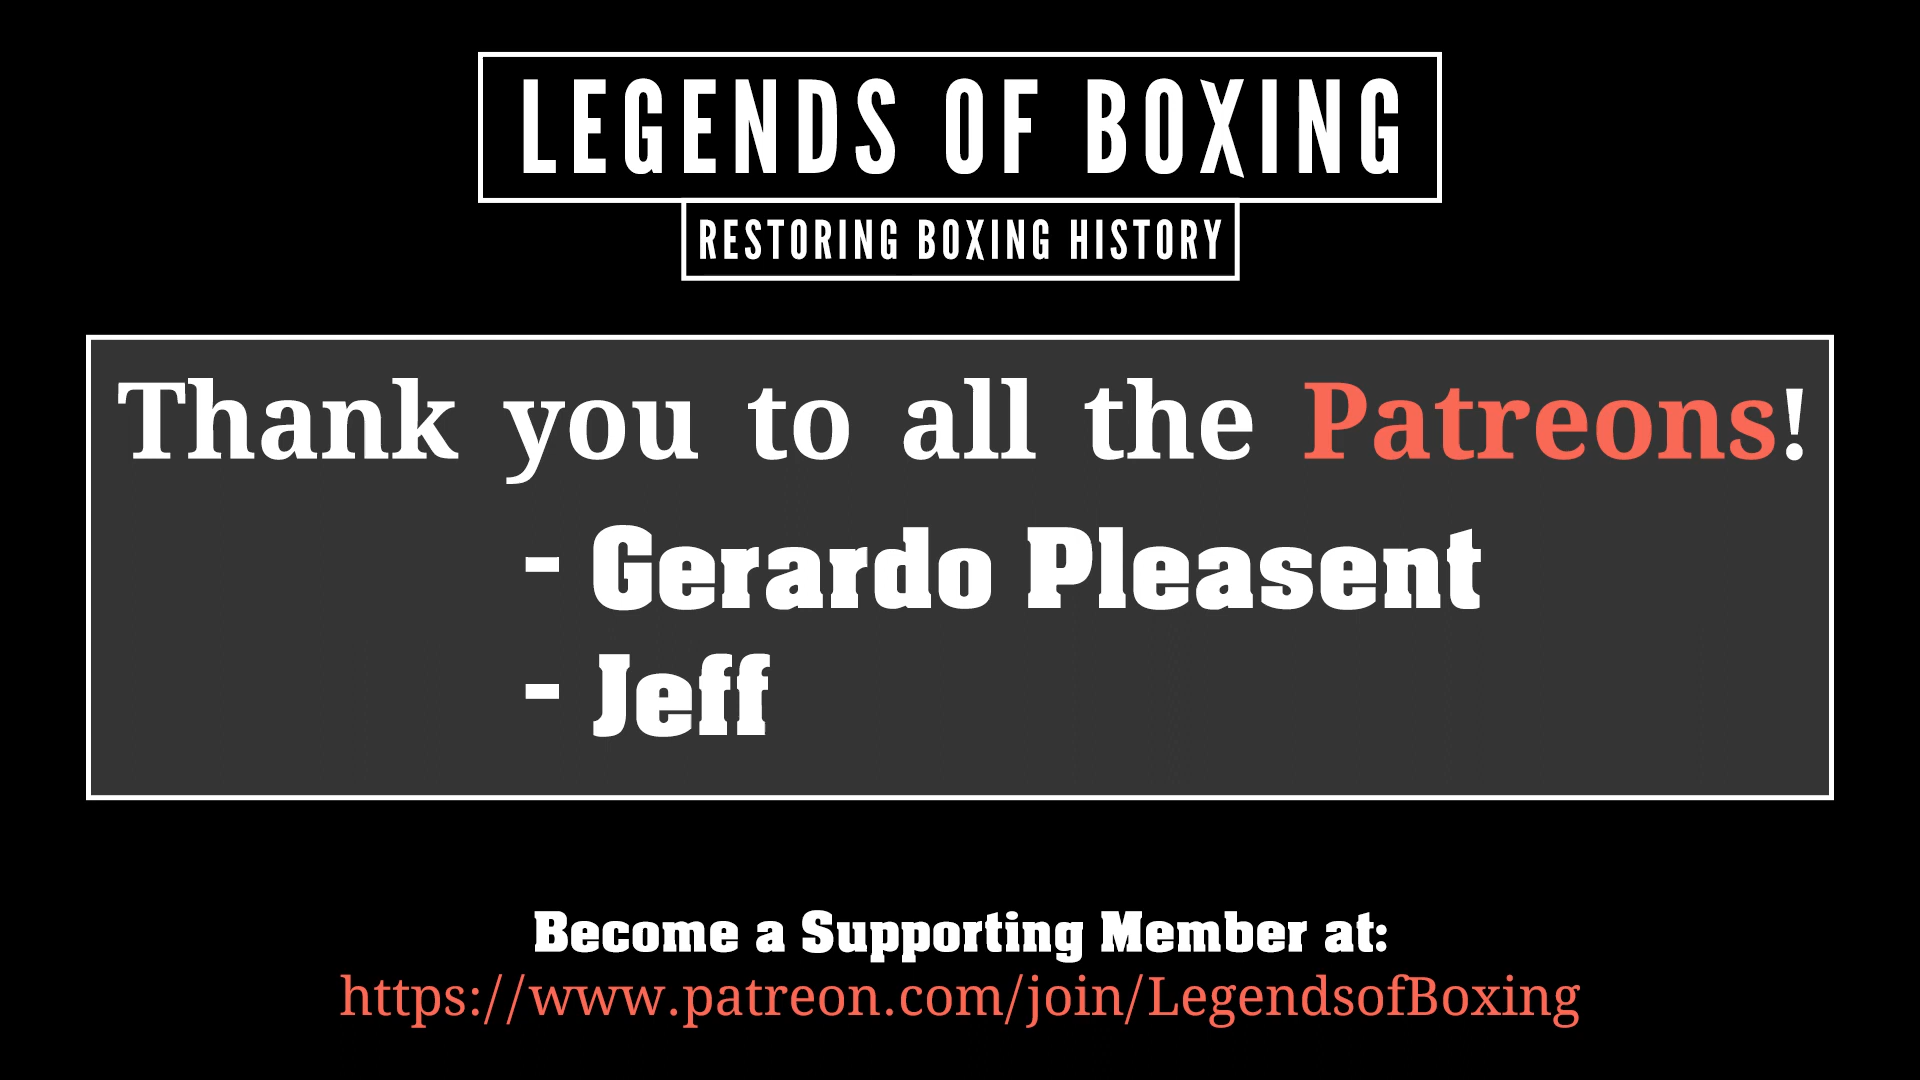 LEGENDS OF BOXING
RESTORING BOXING HISTORY
Thank you to all the Patreons!
- Gerardo Pleasent
- Jeff
Become a Supporting Member at:
https://www.patreon.com/join/LegendsofBoxing